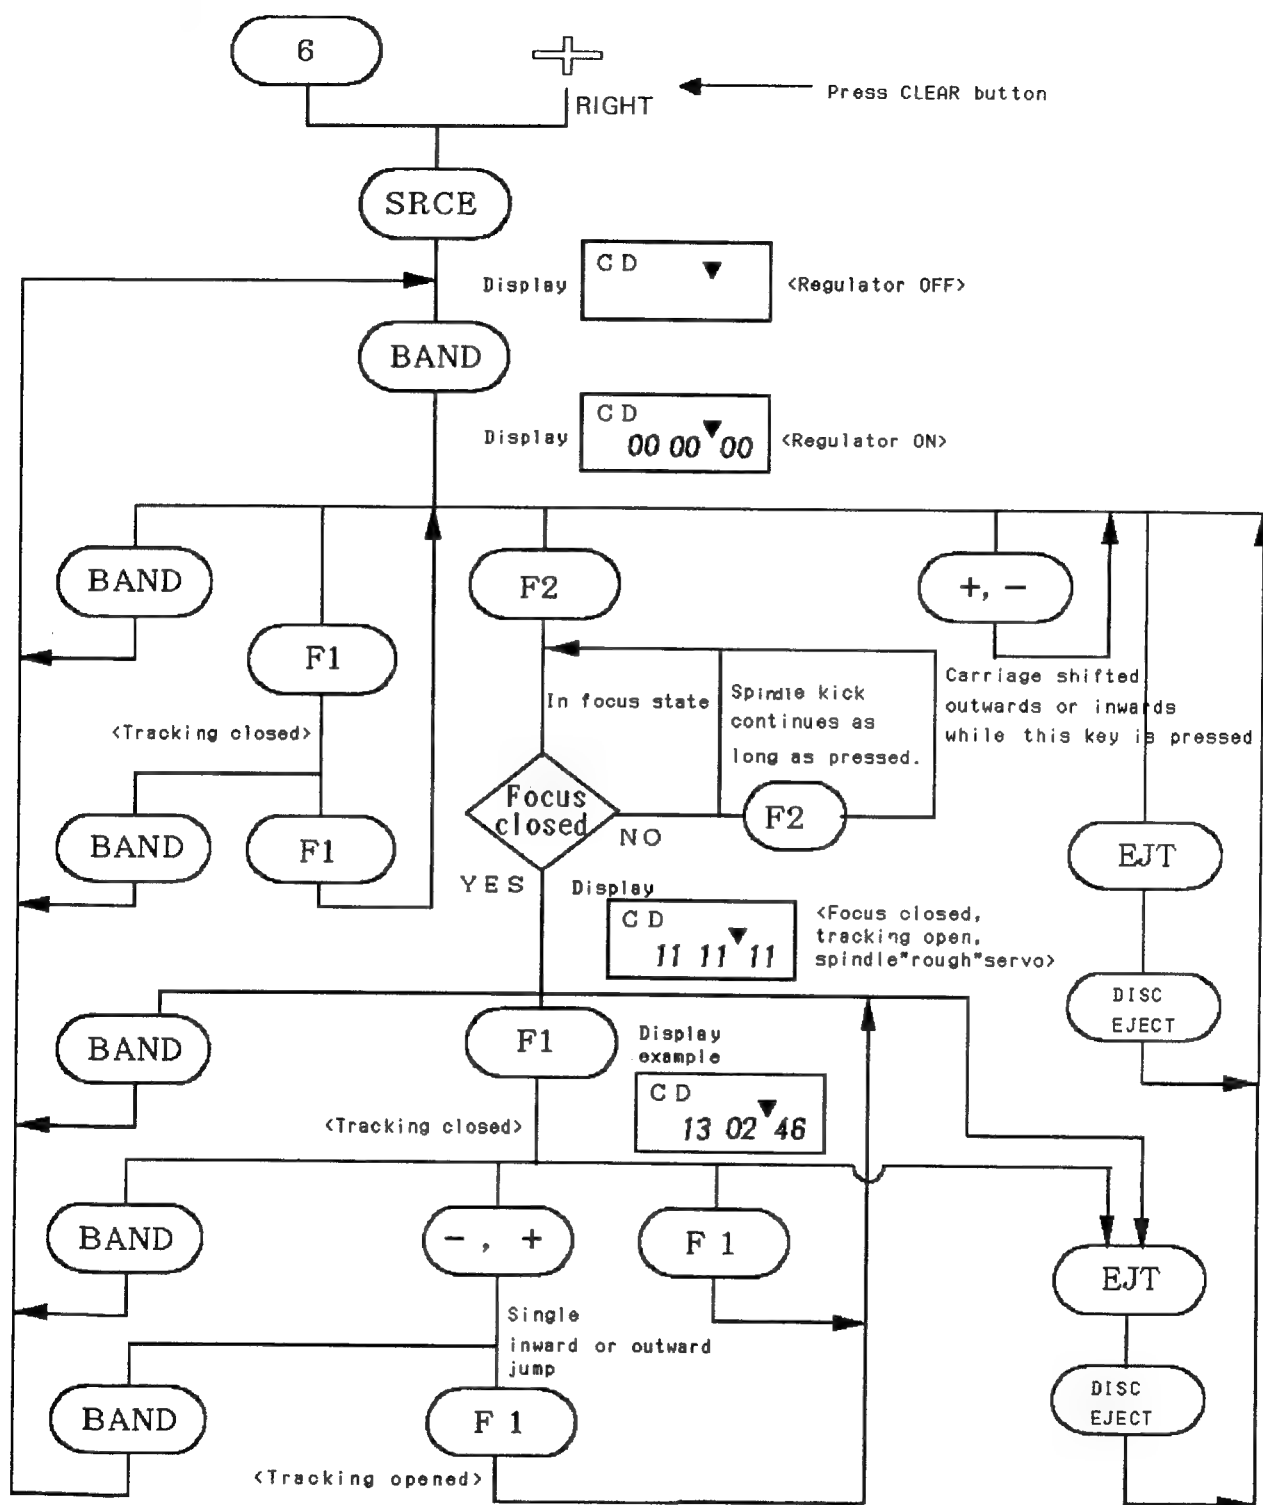 6
RIGHT
Press CLEAR button
SRCE
Display
CD
<Regulator OFF>
BAND
Display
CD
00 00 00
<Regulator ON>
BAND
F2
+, -
F1
In focus state
Spindle kick
continues as
long as pressed.
Carriage shifted
outwards or inwards
while this key is pressed
<Tracking closed>
Focus
closed
NO
F2
BAND
F1
EJT
YES
Display
CD
11 11 11
<Focus closed,
tracking open,
spindle"rough"servo>
DISC
EJECT
BAND
F1
Display
example
CD
13 02 46
<Tracking closed>
BAND
- , +
F 1
EJT
Single
inward or outward
jump
BAND
F 1
DISC
EJECT
<Tracking opened>